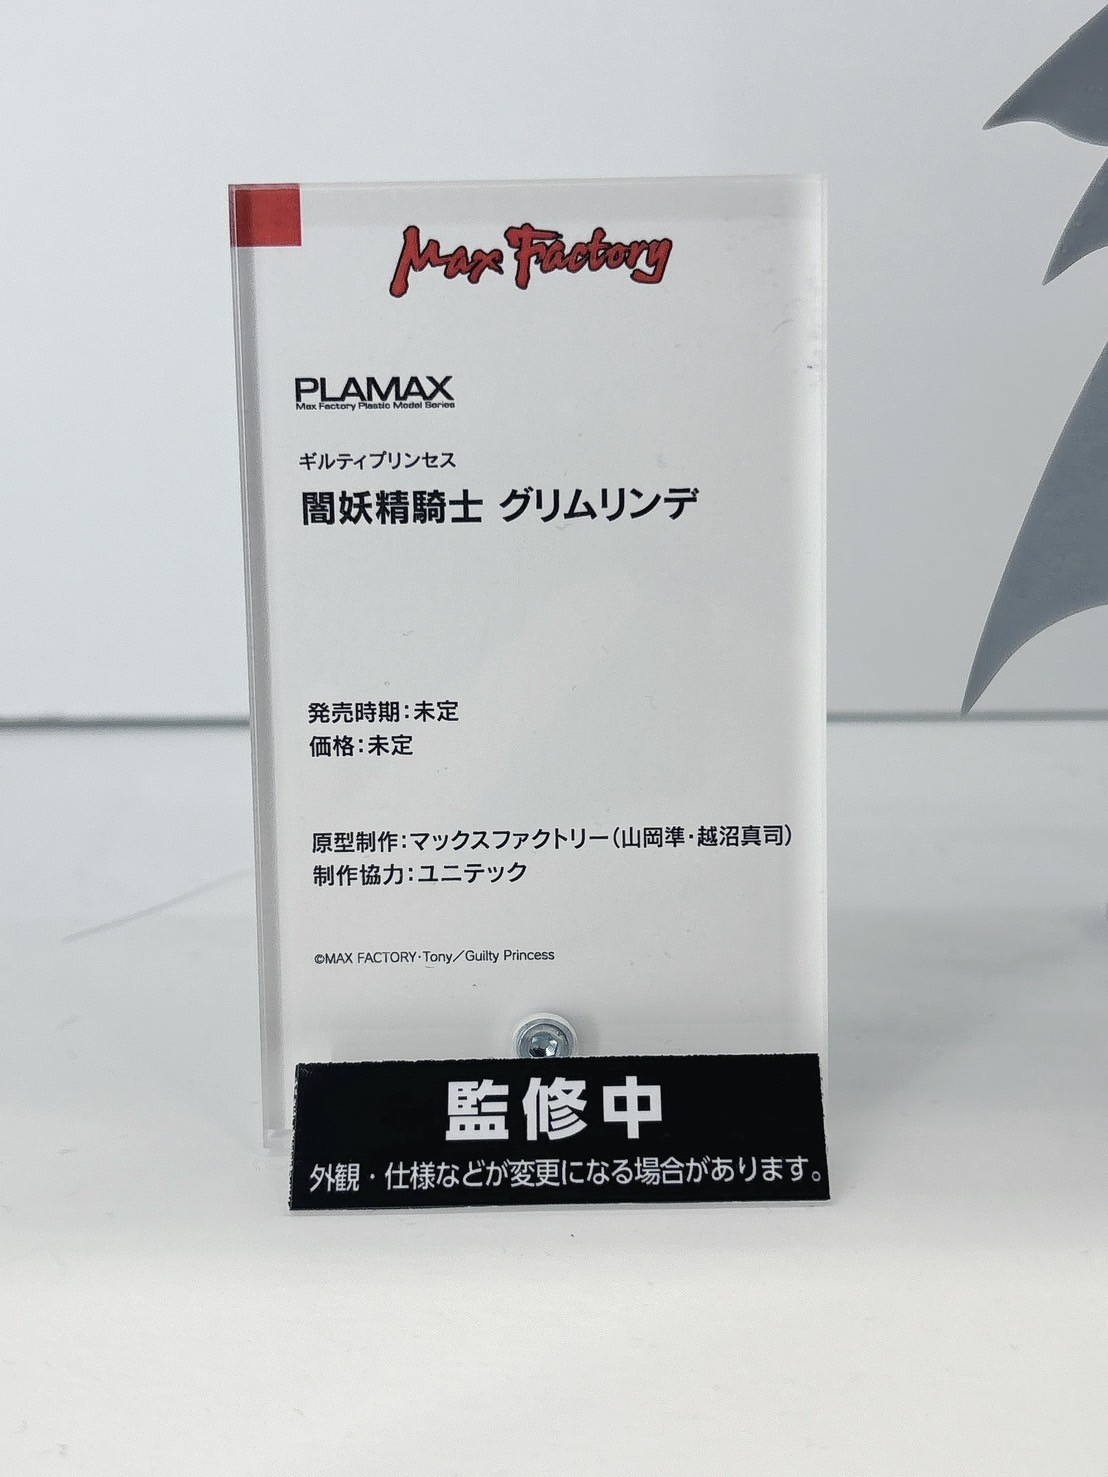 Max Factory
PLAMAX
Max Factory Plastic Model Series
ギルティプリンセス
闇妖精騎士 グリムリンデ
発売時期：未定
価格：未定
原型制作：マックスファクトリー（山岡準・越沼真司）
制作協力：ユニテック
©MAX FACTORY・Tony／Guilty Princess
監修中
外観・仕様などが変更になる場合があります。